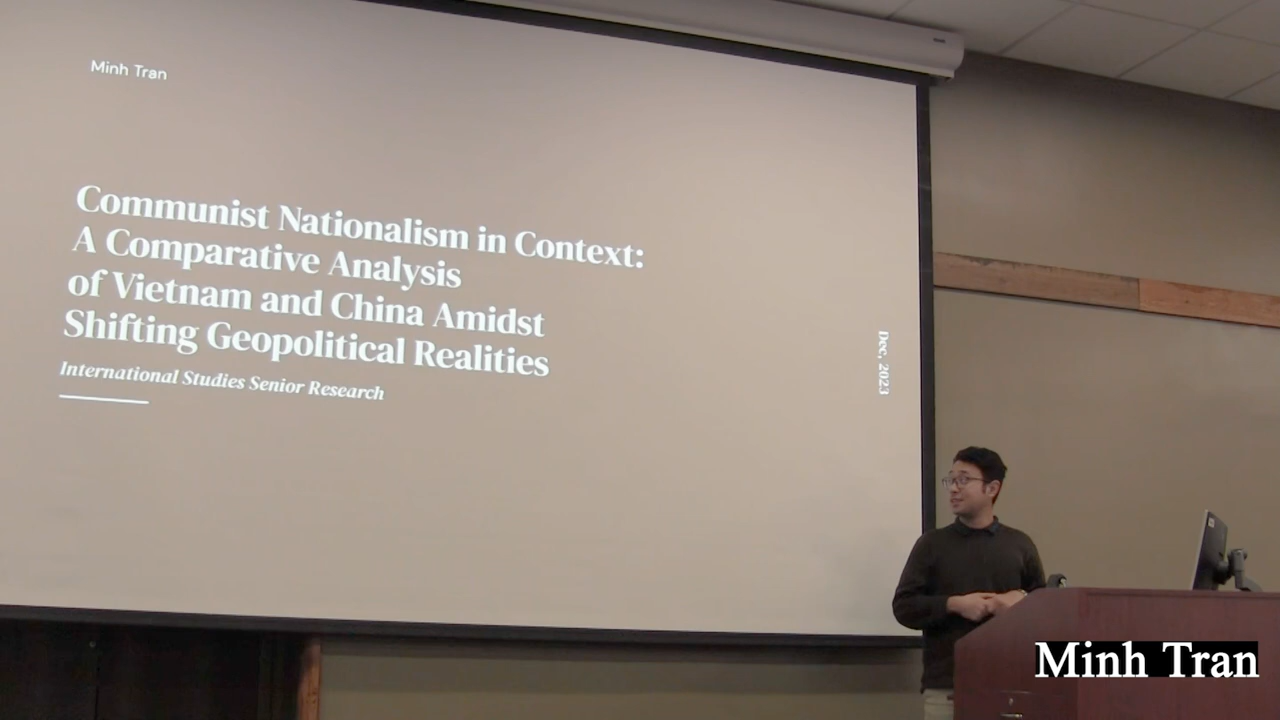 Minh Tran
Communist Nationalism in Context:
A Comparative Analysis
of Vietnam and China Amidst
Shifting Geopolitical Realities
International Studies Senior Research
Dec, 2023
Minh Tran